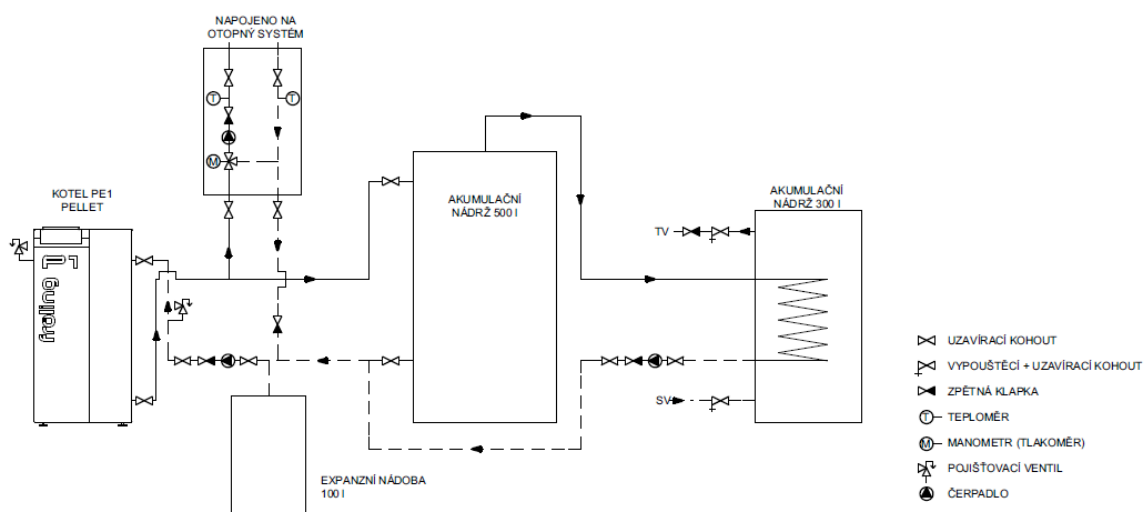 NAPOJENO NA
OTOPNÝ SYSTÉM
T
T
M
KOTEL PE1
PELLET
fröling
AKUMULAČNÍ
NÁDRŽ 500 l
AKUMULAČNÍ
NÁDRŽ 300 l
TV
SV
EXPANZNÍ NÁDOBA
100 l
UZAVÍRACÍ KOHOUT
VYPOUŠTĚCÍ + UZAVÍRACÍ KOHOUT
ZPĚTNÁ KLAPKA
T TEPLOMĚR
M MANOMETR (TLAKOMĚR)
POJIŠŤOVACÍ VENTIL
ČERPADLO